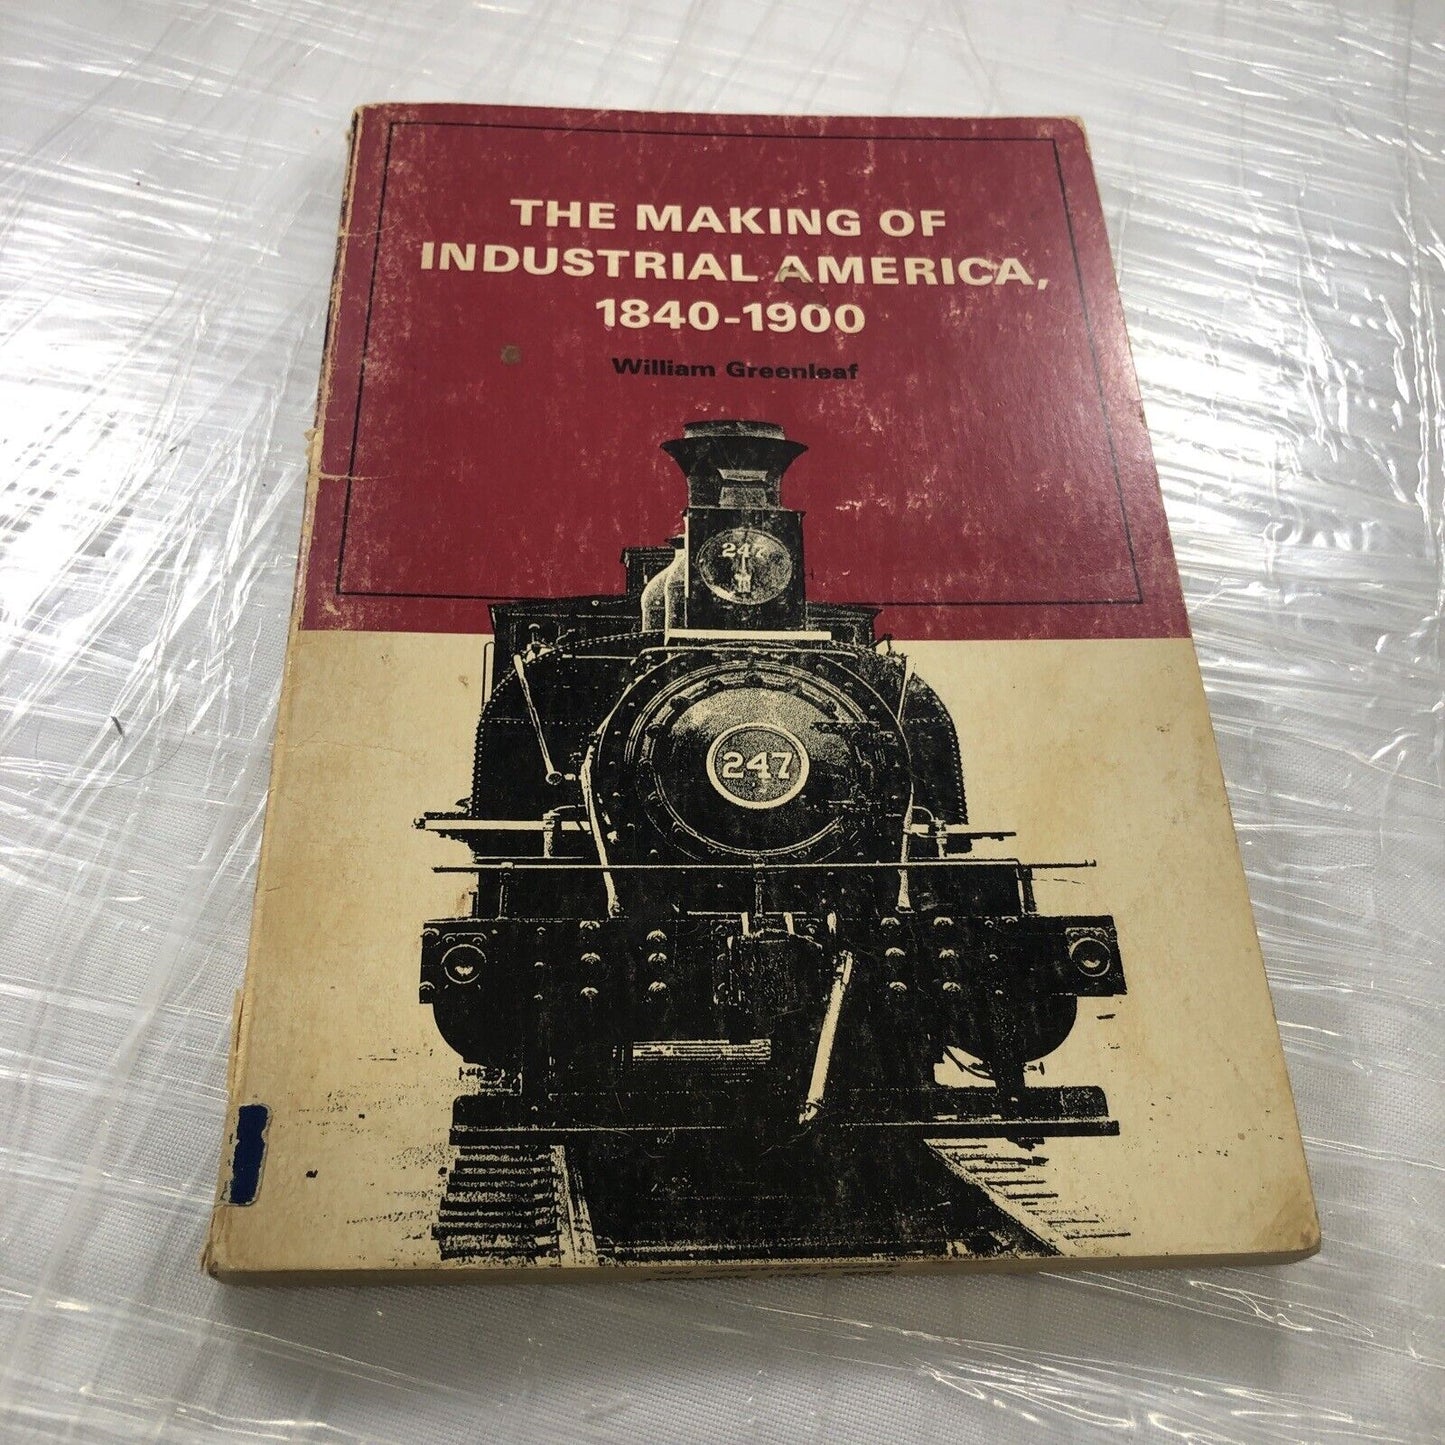 THE MAKING OF
INDUSTRIAL AMERICA,
1840-1900
William Greenleaf
247
247